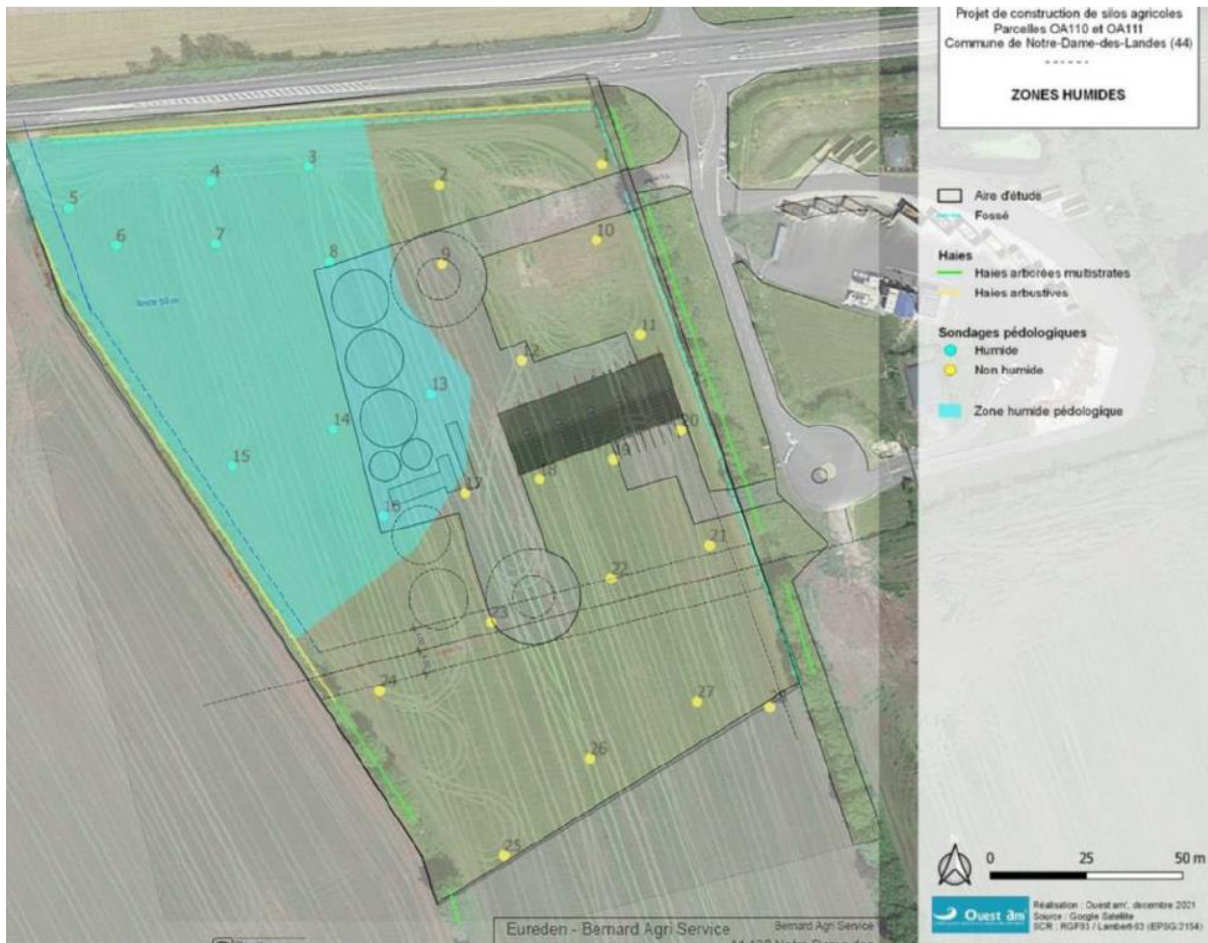 Projet de construction de silos agricoles
Parcelles OA110 et OA111
Commune de Notre-Dame-des-Landes (44)
ZONES HUMIDES
Aire d'étude
Fossé
Haies
Haies arborées multistrates
Haies arbustives
Sondages pédologiques
Humide
Non humide
Zone humide pédologique
1
2
3
4
5
6
7
8
9
10
11
12
13
14
15
16
17
18
19
20
21
22
23
24
25
26
27
0 25 50 m
Ouest am'
Réalisation : Ouest am', decembre 2021
Source : Google Satellite
SCR : RGF93 / Lambert-93 (EPSG:2154)
Eureden - Bernard Agri Service
Bernard Agri Service